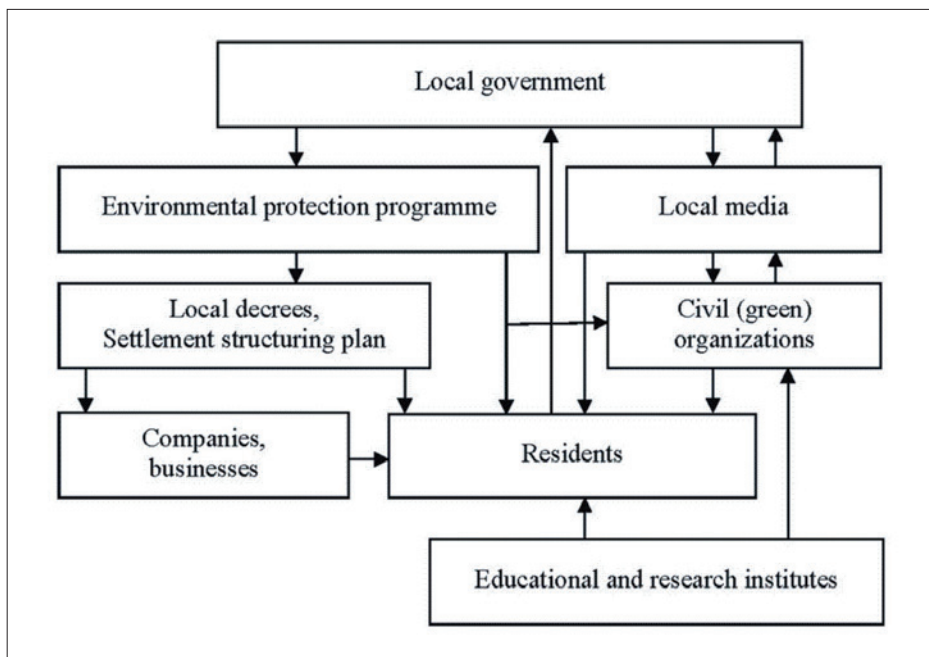 Local government
Environmental protection programme
Local media
Local decrees,
Settlement structuring plan
Civil (green)
organizations
Companies,
businesses
Residents
Educational and research institutes